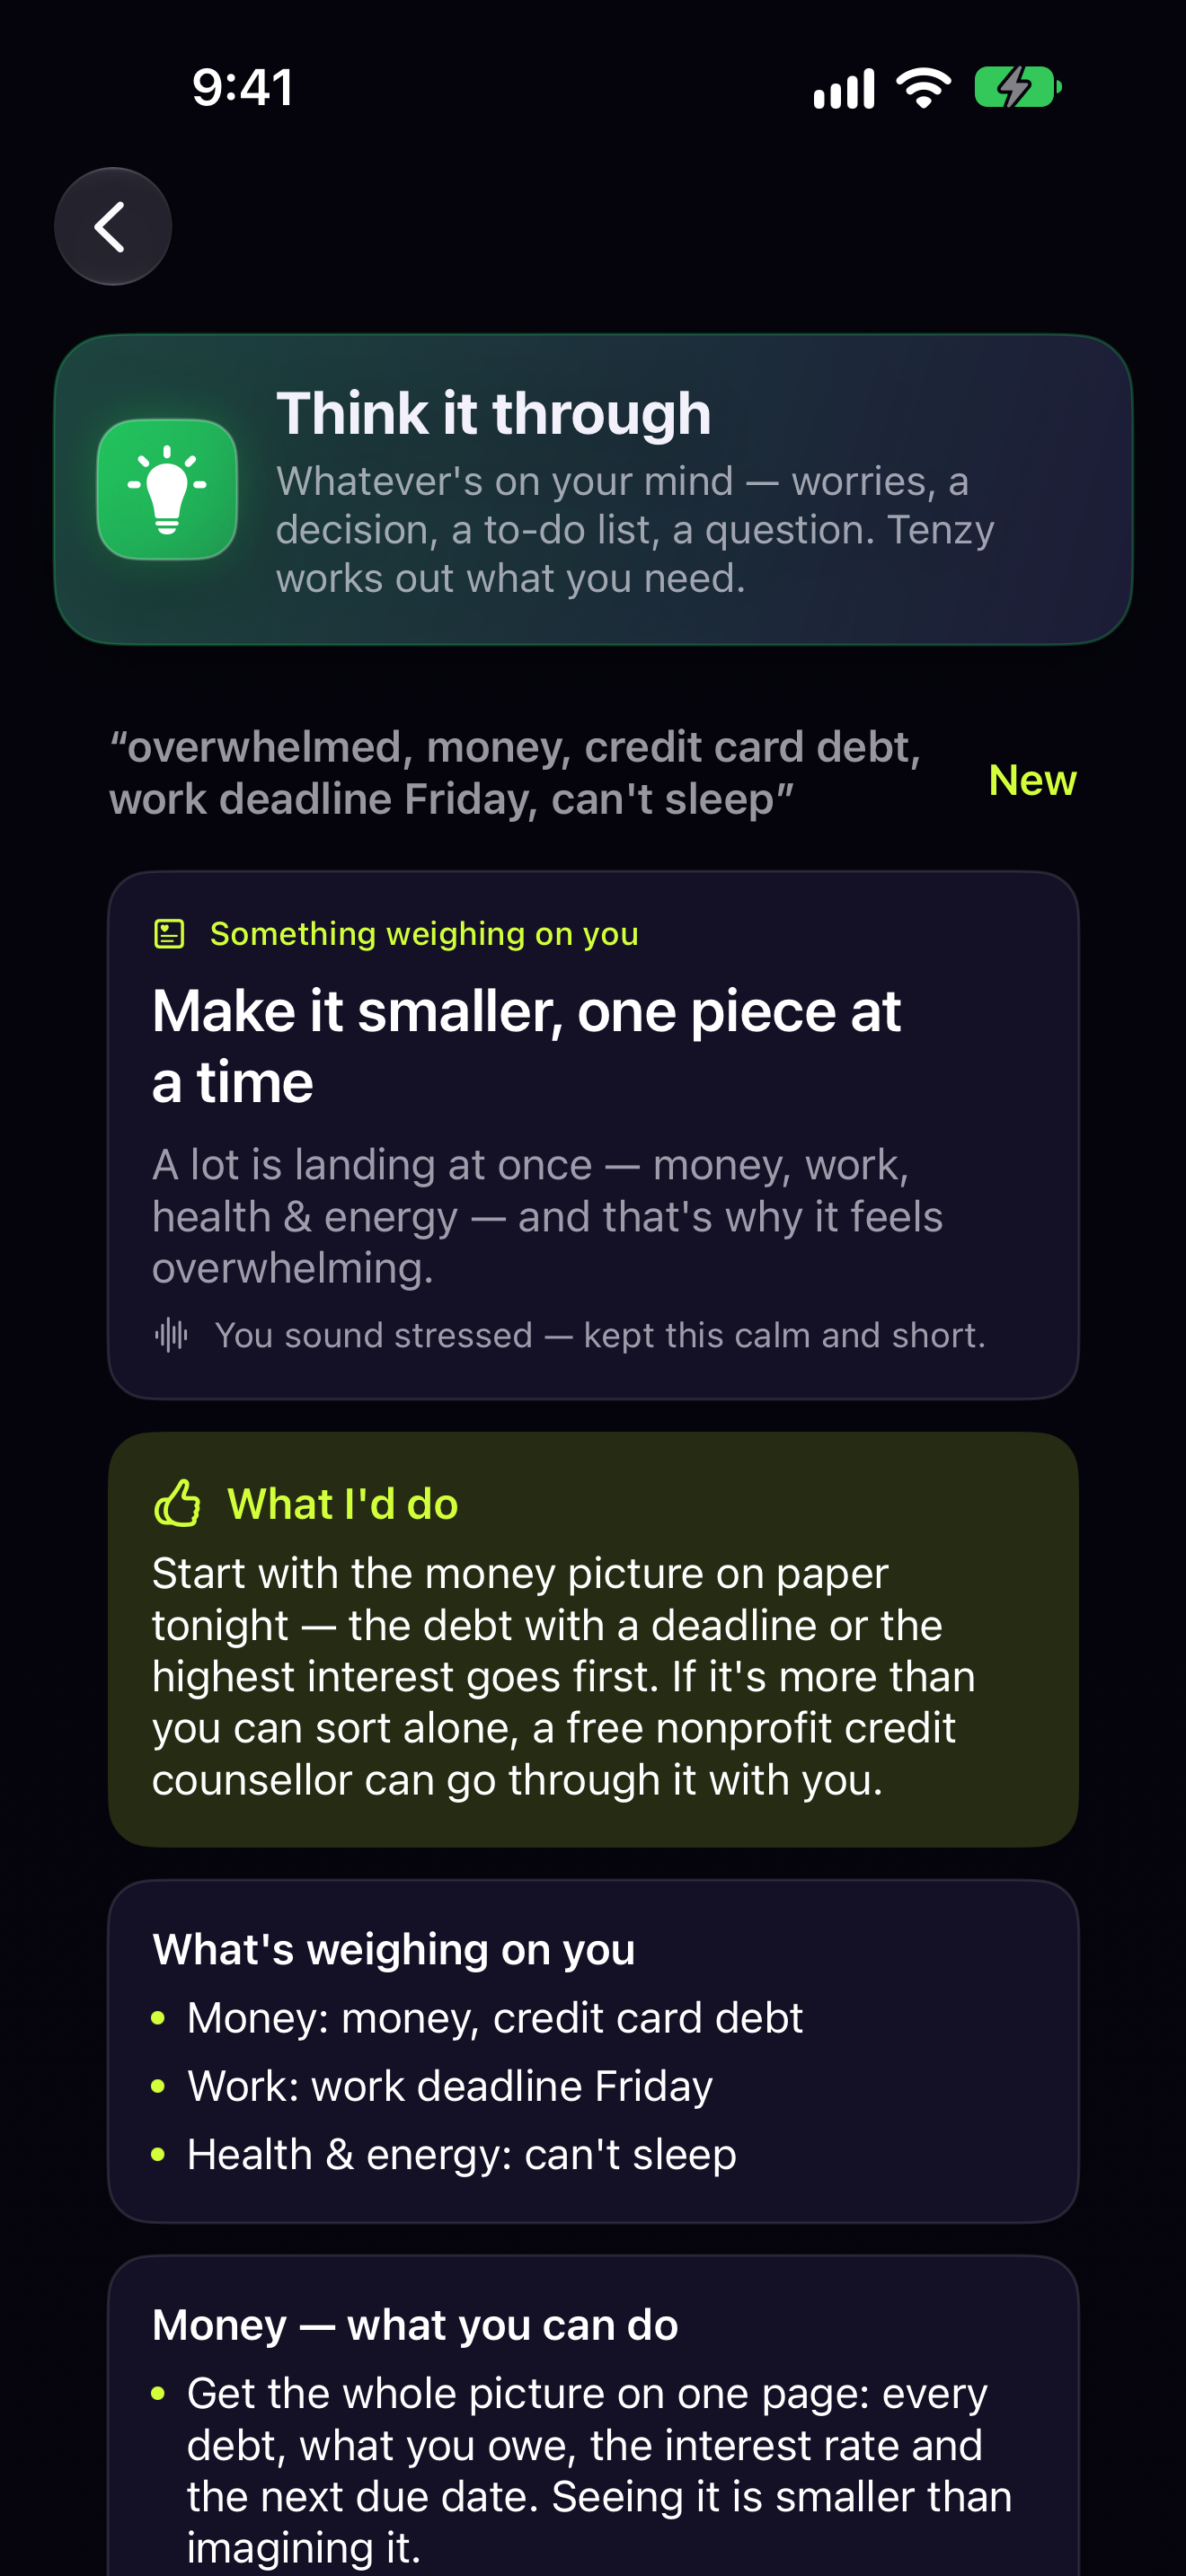 9:41
Think it through
Whatever's on your mind — worries, a
decision, a to-do list, a question. Tenzy
works out what you need.
“overwhelmed, money, credit card debt,
work deadline Friday, can't sleep”
New
Something weighing on you
Make it smaller, one piece at
a time
A lot is landing at once — money, work,
health & energy — and that's why it feels
overwhelming.
You sound stressed — kept this calm and short.
What I'd do
Start with the money picture on paper
tonight — the debt with a deadline or the
highest interest goes first. If it's more than
you can sort alone, a free nonprofit credit
counsellor can go through it with you.
What's weighing on you
• Money: money, credit card debt
• Work: work deadline Friday
• Health & energy: can't sleep
Money — what you can do
• Get the whole picture on one page: every
debt, what you owe, the interest rate and
the next due date. Seeing it is smaller than
imagining it.